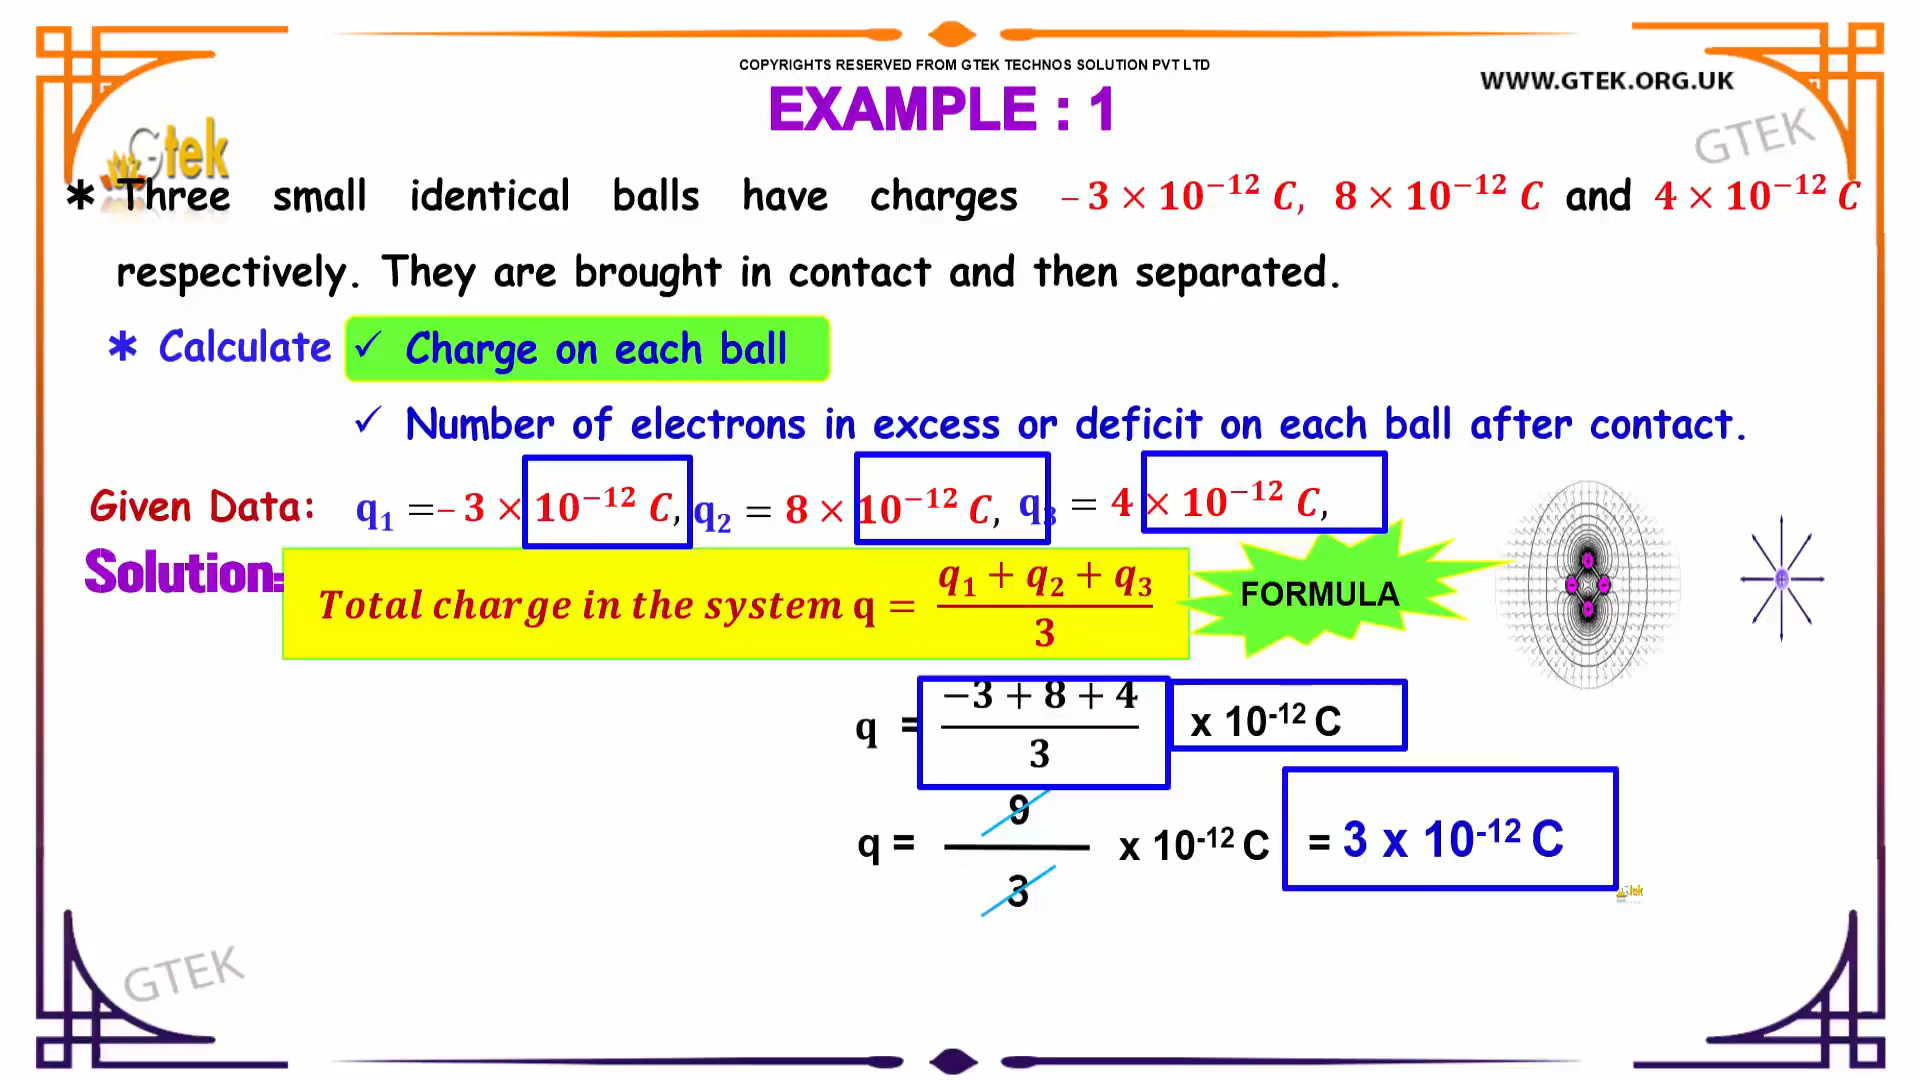 COPYRIGHTS RESERVED FROM GTEK TECHNOS SOLUTION PVT LTD
WWW.GTEK.ORG.UK
EXAMPLE : 1
GTEK
Gtek
* Three small identical balls have charges – 3 × 10⁻¹² C, 8 × 10⁻¹² C and 4 × 10⁻¹² C
respectively. They are brought in contact and then separated.
* Calculate ✓ Charge on each ball
✓ Number of electrons in excess or deficit on each ball after contact.
Given Data: q₁ =– 3 × 10⁻¹² C, q₂ = 8 × 10⁻¹² C, q₃ = 4 × 10⁻¹² C,
Solution:
Total charge in the system q = (q₁ + q₂ + q₃)/3
FORMULA
q = (−3 + 8 + 4)/3 x 10⁻¹² C
q = 9/3 x 10⁻¹² C = 3 x 10⁻¹² C
Gtek
GTEK